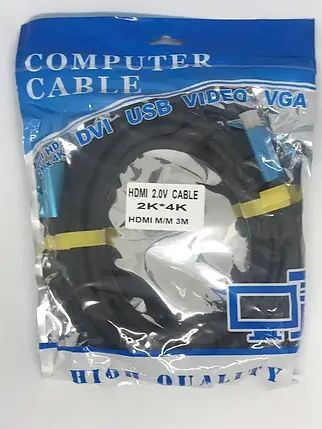 COMPUTER
CABLE
DVI USB VIDEO VGA
HDMI 2.0V CABLE
2K*4K
HDMI M/M 3M
HIGH QUALITY